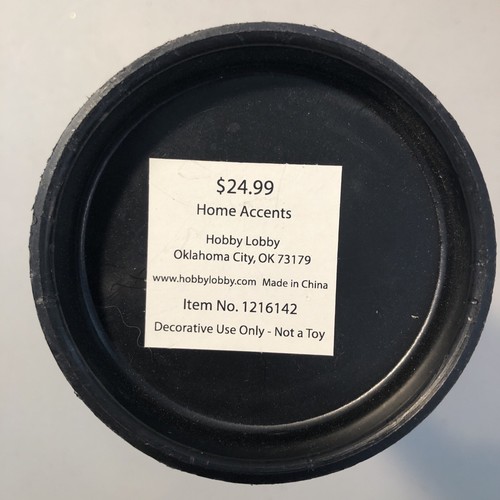 $24.99
Home Accents
Hobby Lobby
Oklahoma City, OK 73179
www.hobbylobby.com Made in China
Item No. 1216142
Decorative Use Only - Not a Toy